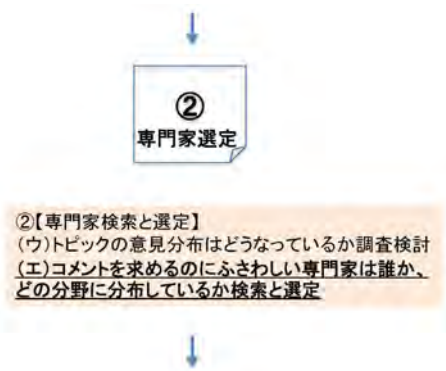 ②
専門家選定
②【専門家検索と選定】
(ウ)トピックの意見分布はどうなっているか調査検討
(エ)コメントを求めるのにふさわしい専門家は誰か、
どの分野に分布しているか検索と選定